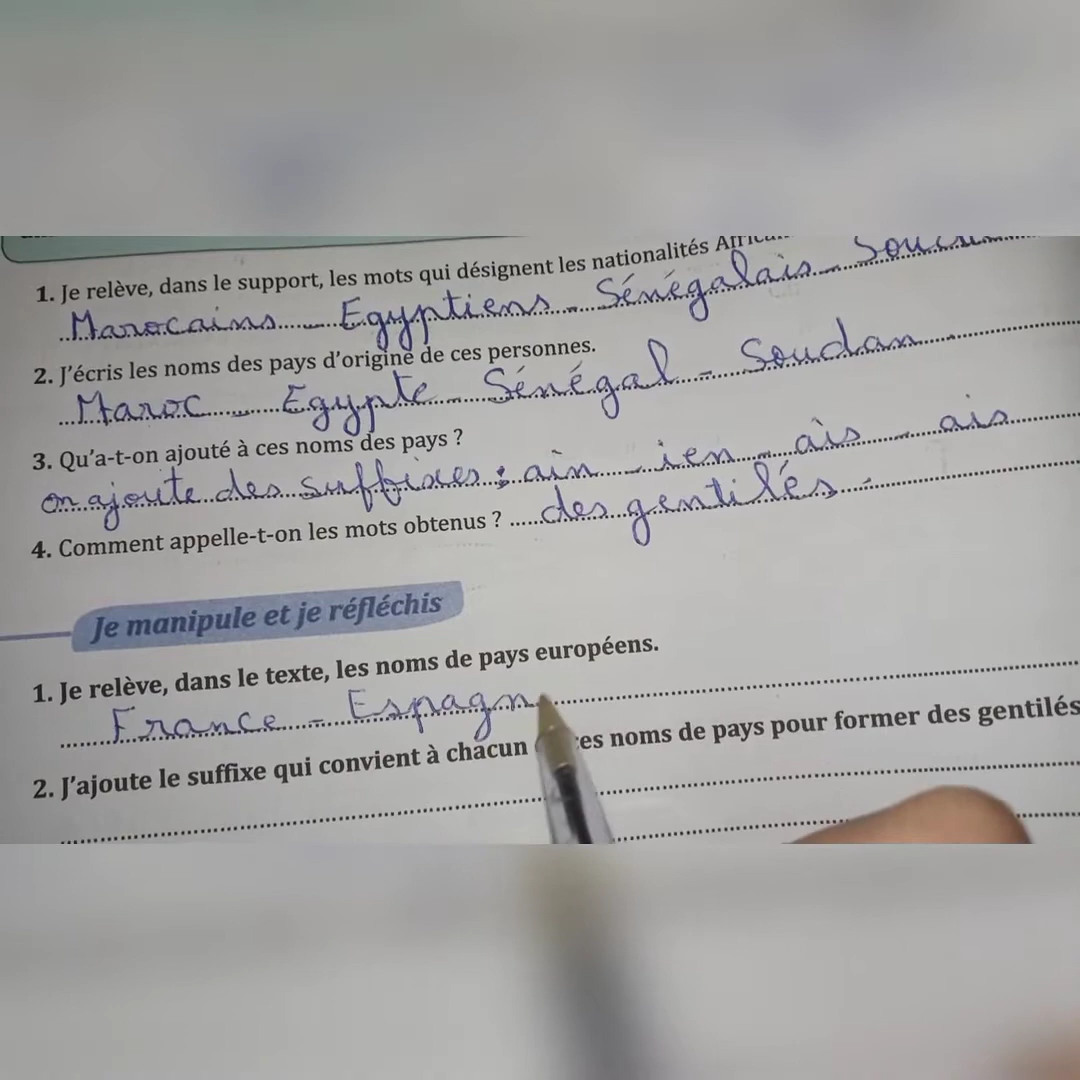 1. Je relève, dans le support, les mots qui désignent les nationalités
Marocains - Egyptiens - Sénégalais -
2. J'écris les noms des pays d'origine de ces personnes.
Maroc - Egypte - Sénégal - Soudan
3. Qu'a-t-on ajouté à ces noms des pays ?
on ajoute des suffixes : ain - ien - ais - ais
4. Comment appelle-t-on les mots obtenus ? des gentilés.
Je manipule et je réfléchis
1. Je relève, dans le texte, les noms de pays européens.
France - Espagn
2. J'ajoute le suffixe qui convient à chacun ces noms de pays pour former des gentilés